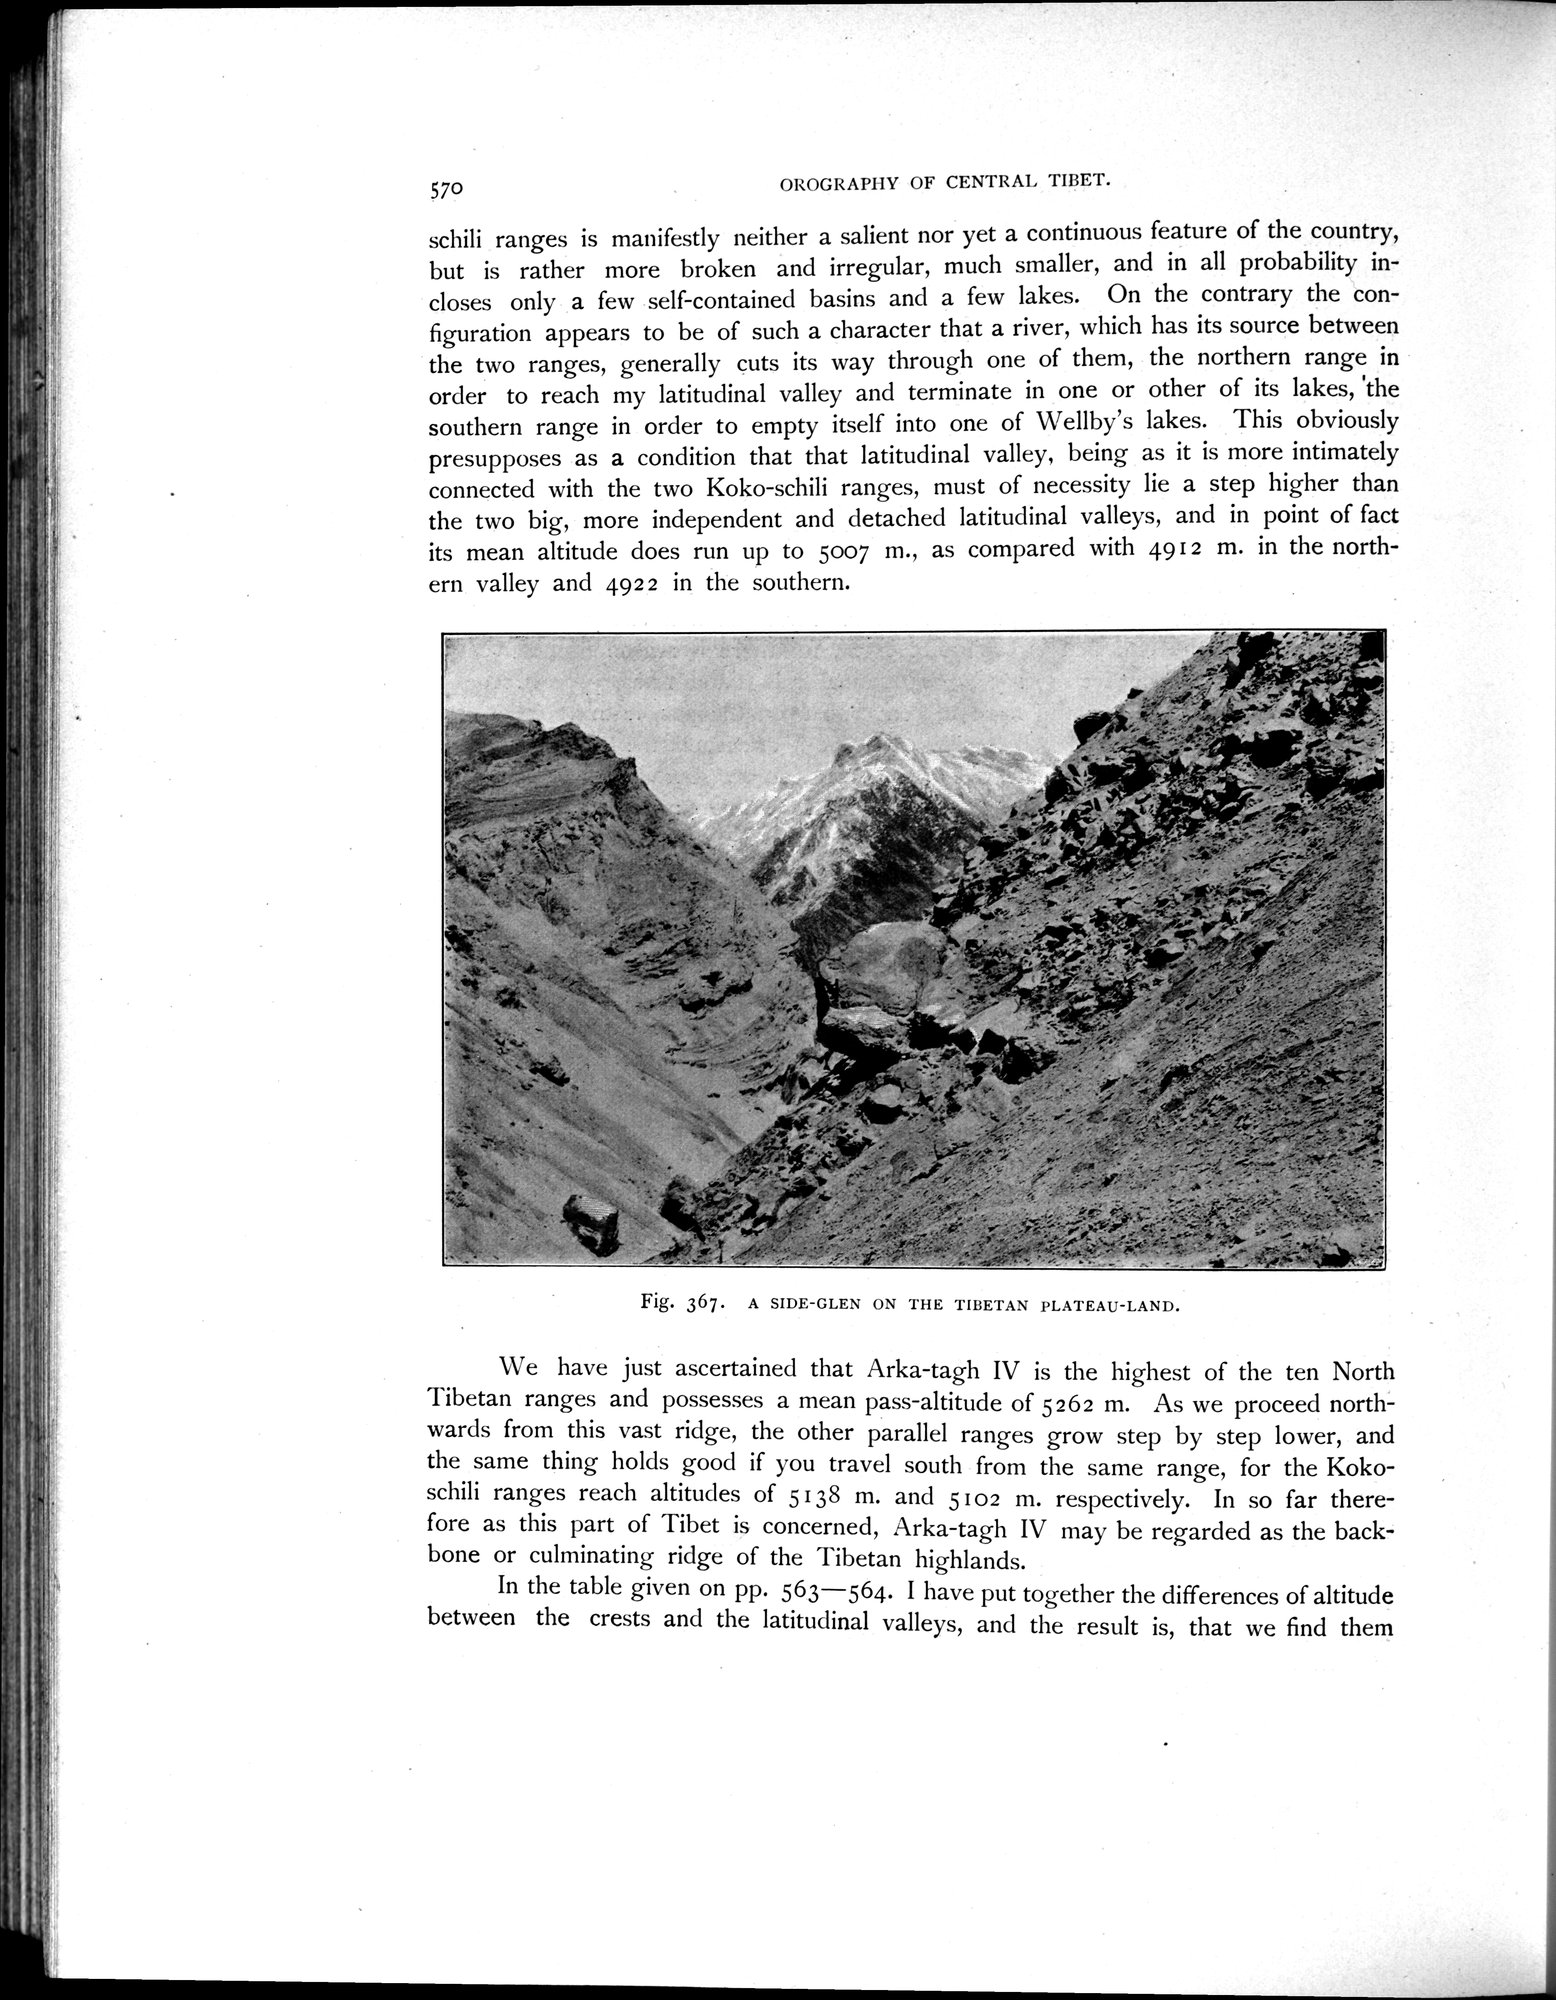 570
OROGRAPHY OF CENTRAL TIBET.
schili ranges is manifestly neither a salient nor yet a continuous feature of the country,
but is rather more broken and irregular, much smaller, and in all probability in-
closes only a few self-contained basins and a few lakes. On the contrary the con-
figuration appears to be of such a character that a river, which has its source between
the two ranges, generally cuts its way through one of them, the northern range in
order to reach my latitudinal valley and terminate in one or other of its lakes, the
southern range in order to empty itself into one of Wellby's lakes. This obviously
presupposes as a condition that that latitudinal valley, being as it is more intimately
connected with the two Koko-schili ranges, must of necessity lie a step higher than
the two big, more independent and detached latitudinal valleys, and in point of fact
its mean altitude does run up to 5007 m., as compared with 4912 m. in the north-
ern valley and 4922 in the southern.
Fig. 367. A SIDE-GLEN ON THE TIBETAN PLATEAU-LAND.
We have just ascertained that Arka-tagh IV is the highest of the ten North
Tibetan ranges and possesses a mean pass-altitude of 5262 m. As we proceed north-
wards from this vast ridge, the other parallel ranges grow step by step lower, and
the same thing holds good if you travel south from the same range, for the Koko-
schili ranges reach altitudes of 5138 m. and 5102 m. respectively. In so far there-
fore as this part of Tibet is concerned, Arka-tagh IV may be regarded as the back-
bone or culminating ridge of the Tibetan highlands.
In the table given on pp. 563—564. I have put together the differences of altitude
between the crests and the latitudinal valleys, and the result is, that we find them